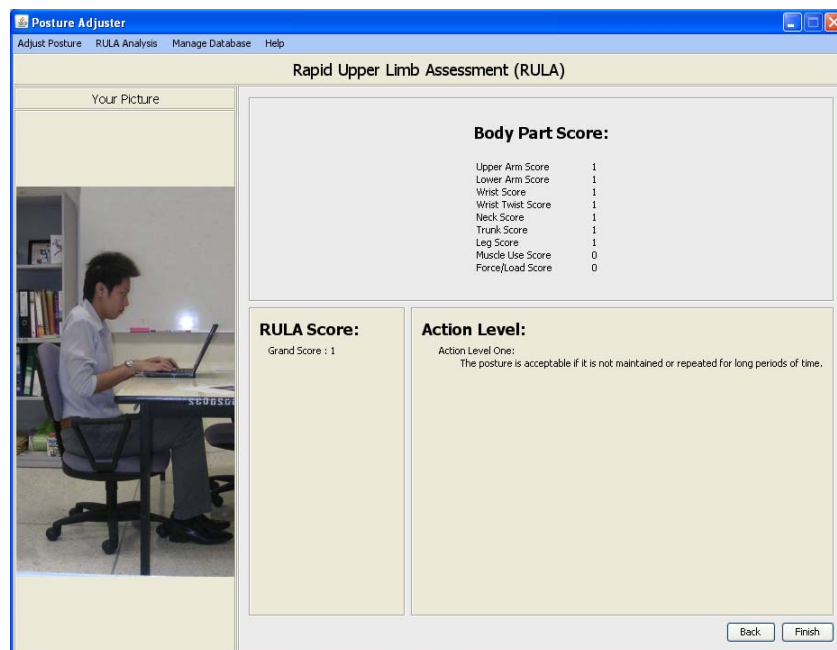 Posture Adjuster
Adjust Posture RULA Analysis Manage Database Help
Rapid Upper Limb Assessment (RULA)
Your Picture
Body Part Score:
Upper Arm Score 1
Lower Arm Score 1
Wrist Score 1
Wrist Twist Score 1
Neck Score 1
Trunk Score 1
Leg Score 1
Muscle Use Score 0
Force/Load Score 0
RULA Score:
Grand Score : 1
Action Level:
Action Level One:
The posture is acceptable if it is not maintained or repeated for long periods of time.
Back Finish